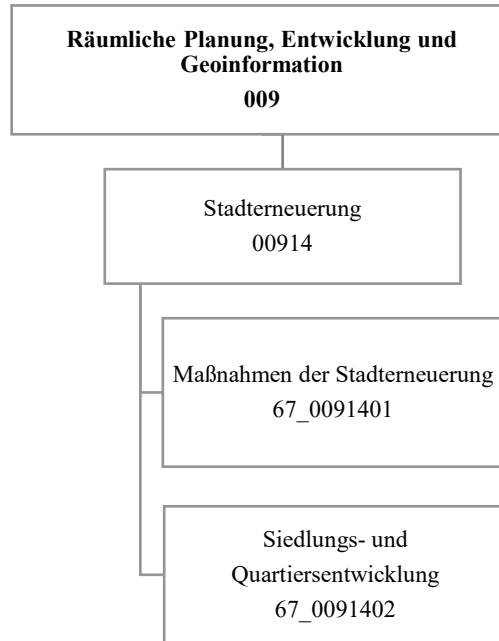 Räumliche Planung, Entwicklung und
Geoinformation
009
Stadterneuerung
00914
Maßnahmen der Stadterneuerung
67_0091401
Siedlungs- und
Quartiersentwicklung
67_0091402